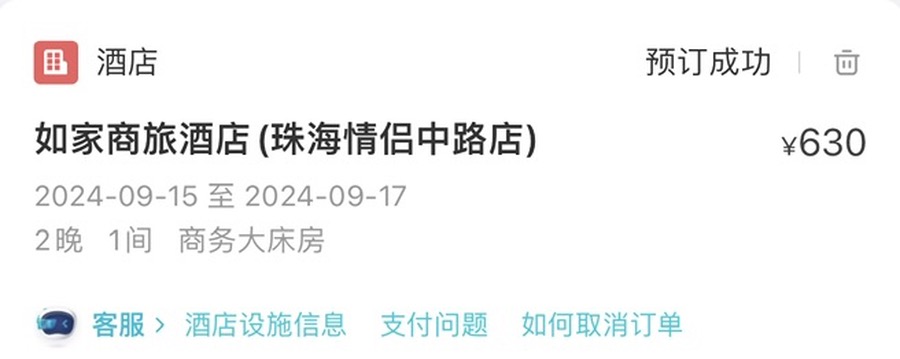 酒店 预订成功
如家商旅酒店(珠海情侣中路店) ¥630
2024-09-15 至 2024-09-17
2晚 1间 商务大床房
客服 > 酒店设施信息 支付问题 如何取消订单